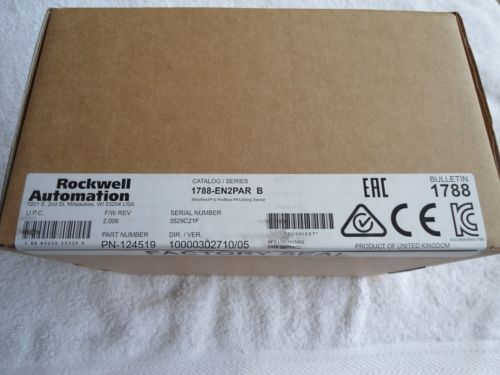 Rockwell
Automation
1201 S. 2nd St. Milwaukee, WI 53204 USA
CATALOG / SERIES
1788-EN2PAR B
EtherNet/IP to Profibus PA Linking Device
EAC
BULLETIN
1788
U.P.C.
F/W REV
2.006
SERIAL NUMBER
3529C21F
PART NUMBER
PN-124519
DIR. / VER.
10000302710/05
PRODUCT OF UNITED KINGDOM
FACTORY SEAL